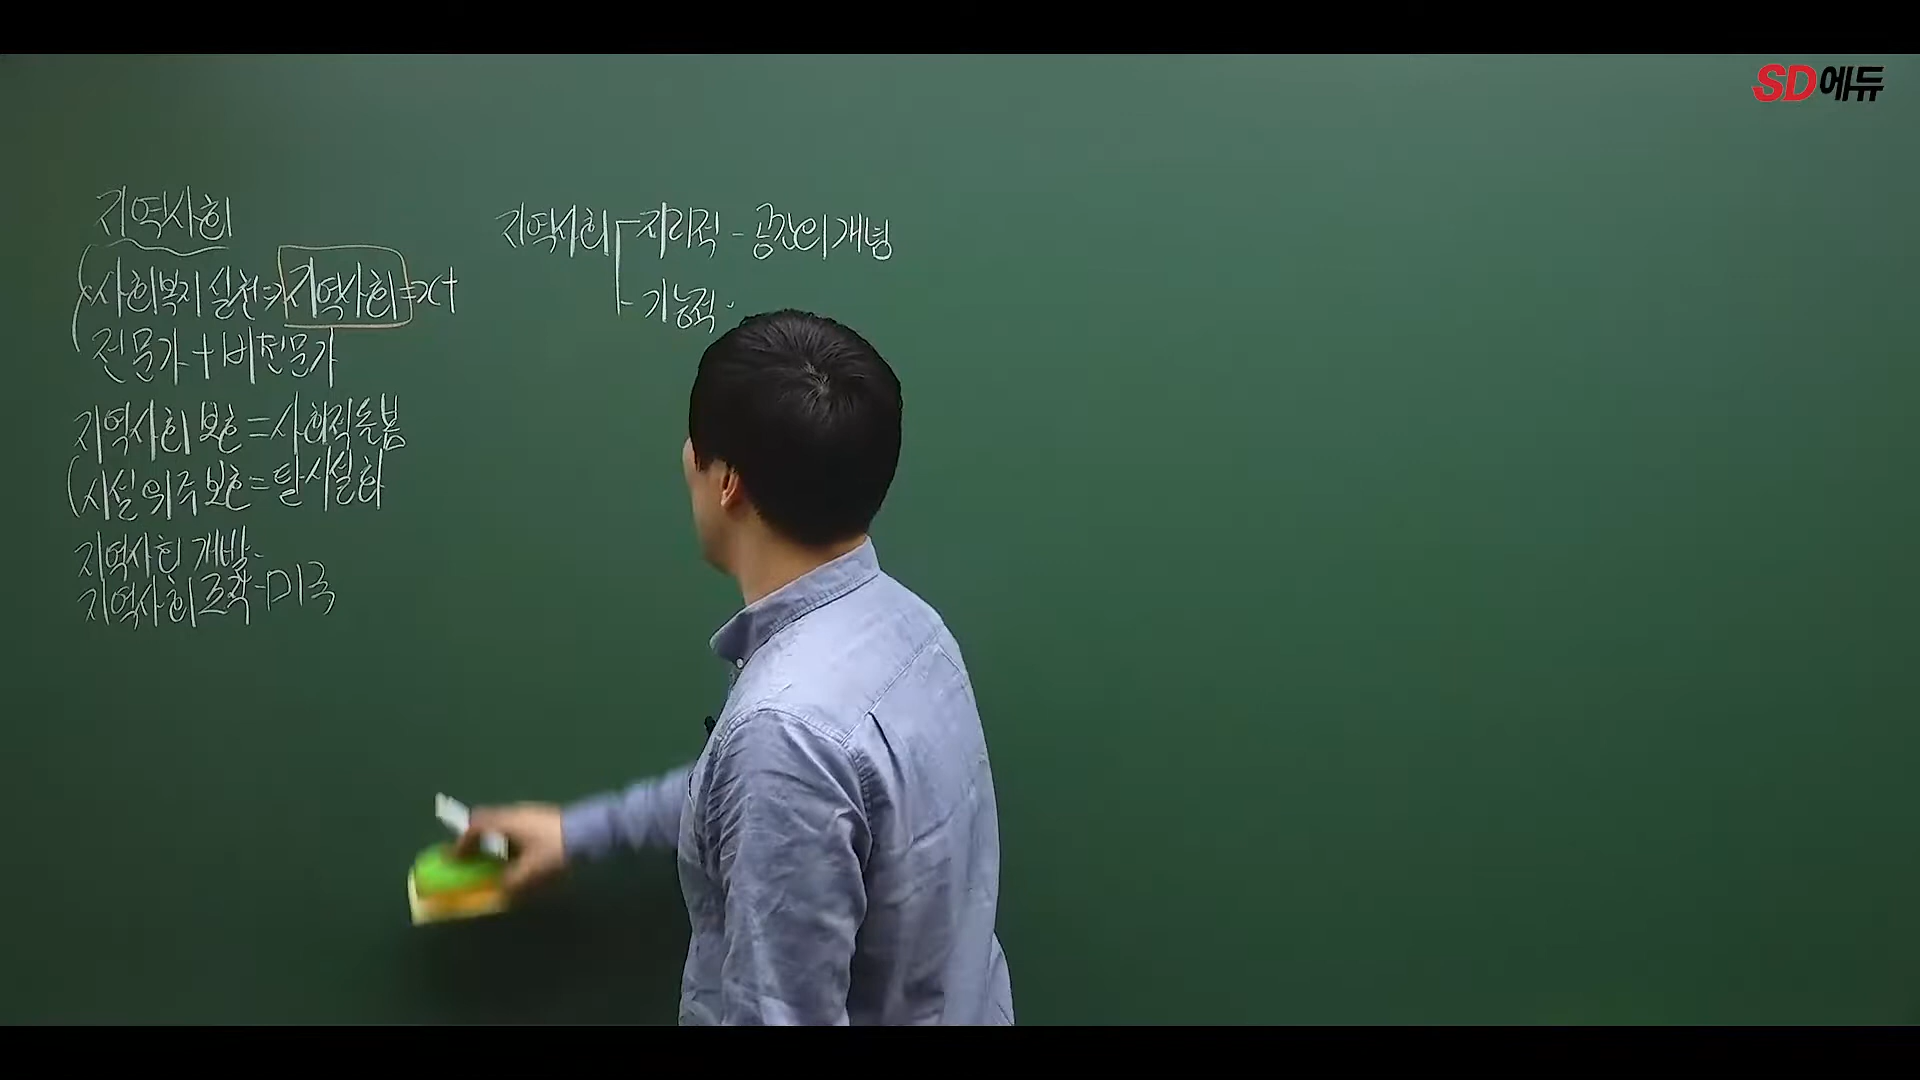 SD에듀
지역사회
사회복지실천=>지역사회=>ㅊ+
전문가+비전문가
지역사회보호=사회적돌봄
시설위주보호=탈시설화
지역사회 개발-
지역사회조직-미국
지역사회 지리적 - 공간의 개념
- 기능적 -